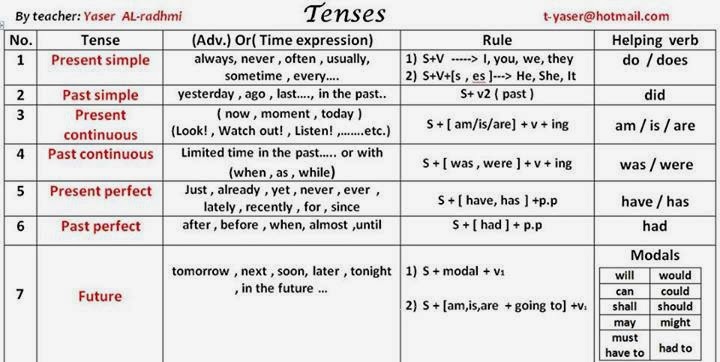 By teacher: Yaser AL-radhmi
Tenses
t-yaser@hotmail.com
No.
Tense
(Adv.) Or( Time expression)
Rule
Helping verb
1
Present simple
always, never , often , usually,
sometime , every....
1) S+V -----> I, you, we, they
2) S+V+[s , es ]---> He, She, It
do / does
2
Past simple
yesterday , ago , last...., in the past..
S+ v2 ( past )
did
3
Present
continuous
( now , moment , today )
(Look! , Watch out! , Listen! ,.......etc.)
S + [ am/is/are] + v + ing
am / is / are
4
Past continuous
Limited time in the past..... or with
(when , as , while)
S + [ was , were ] + v + ing
was / were
5
Present perfect
Just , already , yet , never , ever ,
lately , recently , for , since
S + [ have, has ] +p.p
have / has
6
Past perfect
after , before , when, almost ,until
S + [ had ] + p.p
had
7
Future
tomorrow , next , soon, later , tonight
, in the future ...
1) S + modal + v1
2) S + [am,is,are + going to] +v1
Modals
will would
can could
shall should
may might
must
have to had to